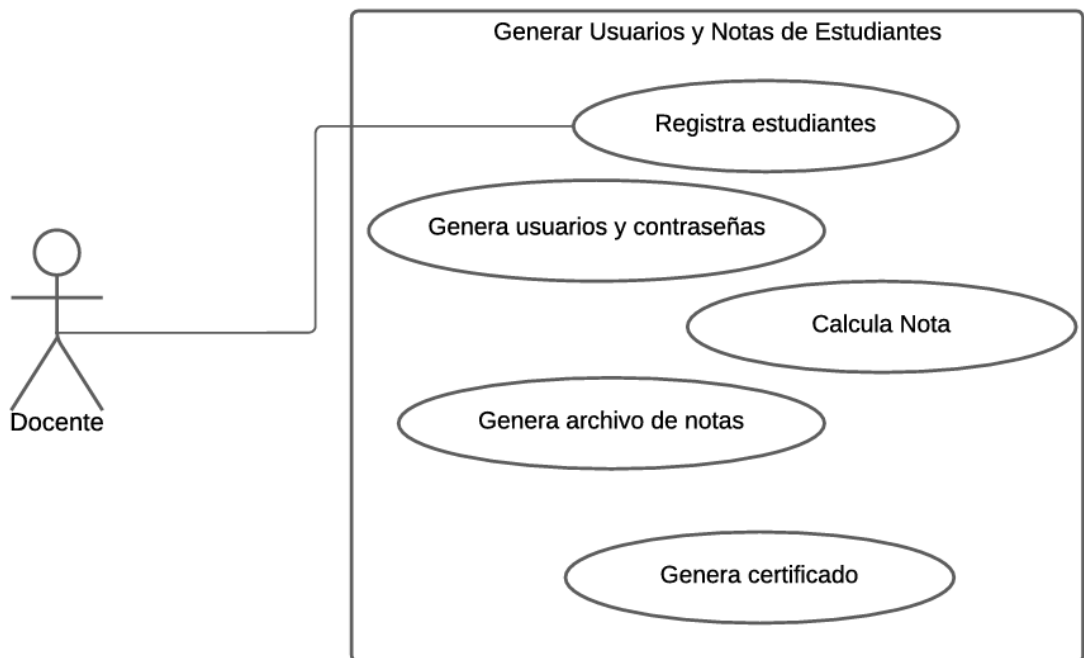 Generar Usuarios y Notas de Estudiantes
Registra estudiantes
Genera usuarios y contraseñas
Calcula Nota
Genera archivo de notas
Docente
Genera certificado